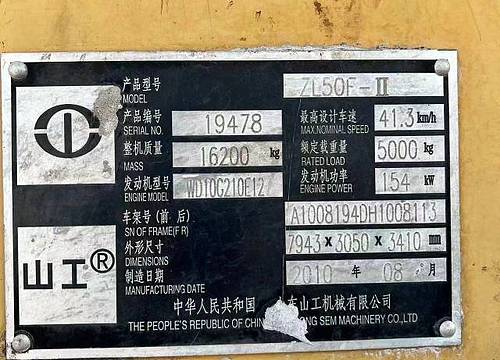 产品型号 ZL50F-II
MODEL
产品编号 19478 最高设计车速 41.3 km/h
SERIAL NO. MAX.NOMINAL SPEED
整机质量 16200 kg 额定载重量 5000 kg
MASS RATED LOAD
发动机型号 WD10G210E12 发动机功率 154 kW
ENGINE MODEL ENGINE POWER
车架号(前 后) A1008194DH1008113
SN OF FRAME(F R)
外形尺寸 7943 x 3050 x 3410 mm
DIMENSIONS
制造日期 2010 年 08 月
MANUFACTURING DATE
山工®
中华人民共和国 东山工机械有限公司
THE PEOPLE'S REPUBLIC OF SEM MACHINERY CO.,LTD